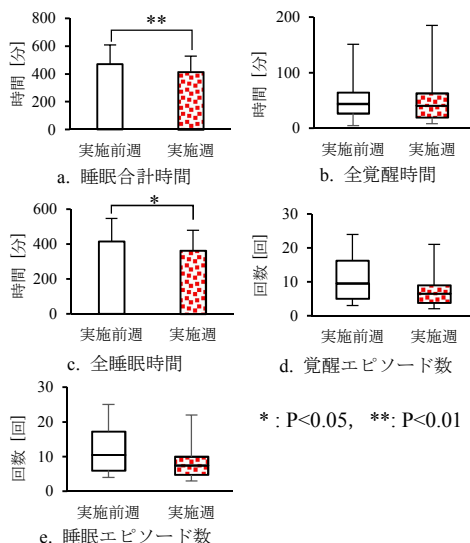 時間 [分]
800
600
400
200
0
**
実施前週 実施週
a. 睡眠合計時間
時間 [分]
200
100
0
実施前週 実施週
b. 全覚醒時間
時間 [分]
600
400
200
0
*
実施前週 実施週
c. 全睡眠時間
回数 [回]
30
20
10
0
実施前週 実施週
d. 覚醒エピソード数
回数 [回]
30
20
10
0
実施前週 実施週
e. 睡眠エピソード数
* : P<0.05, **: P<0.01